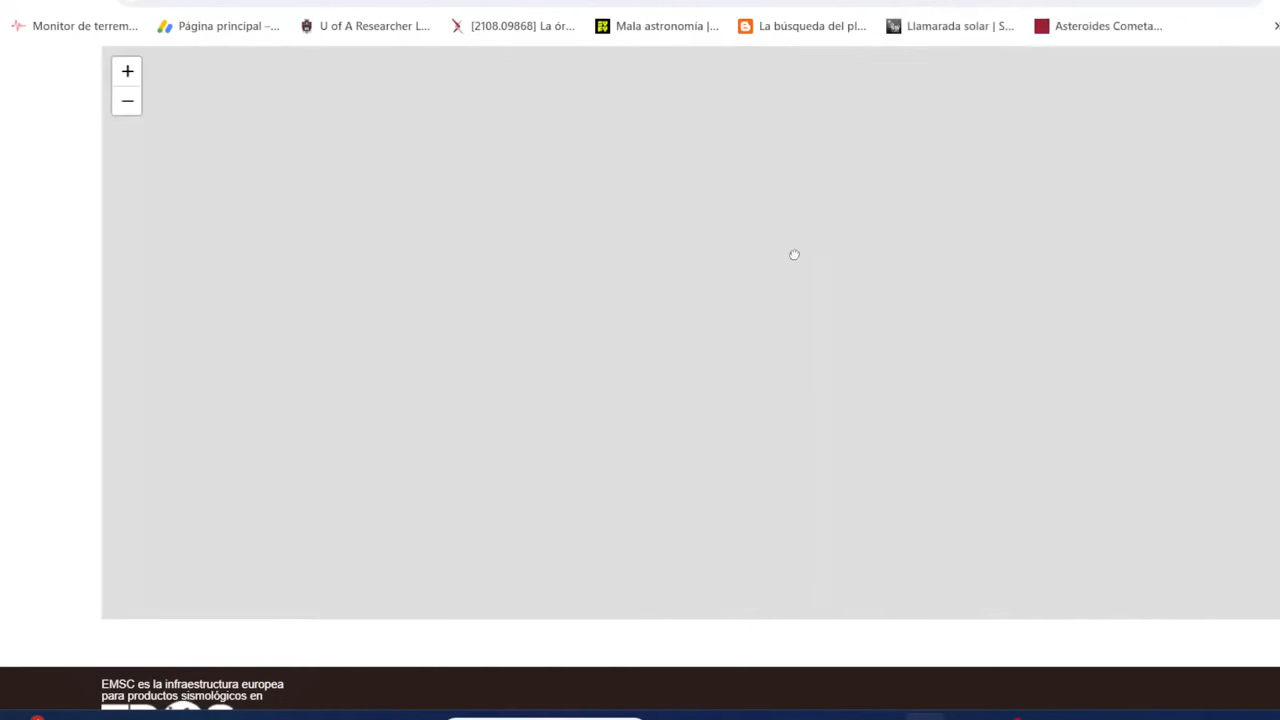 Monitor de terrem... Página principal –... U of A Researcher L... [2108.09868] La ór... Mala astronomía |... La búsqueda del pl... Llamarada solar | S... Asteroides Cometa...
+
−
EMSC es la infraestructura europea
para productos sismológicos en